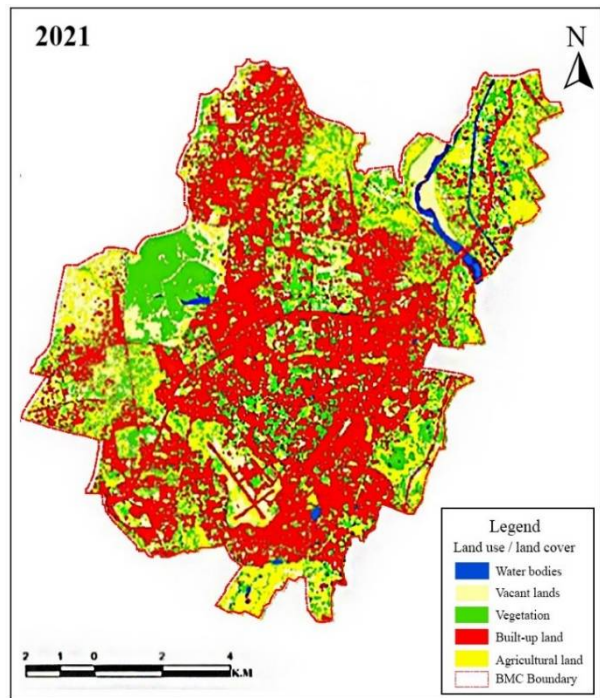 2021
N
Legend
Land use / land cover
Water bodies
Vacant lands
Vegetation
Built-up land
Agricultural land
BMC Boundary
2 1 0 2 4
K.M